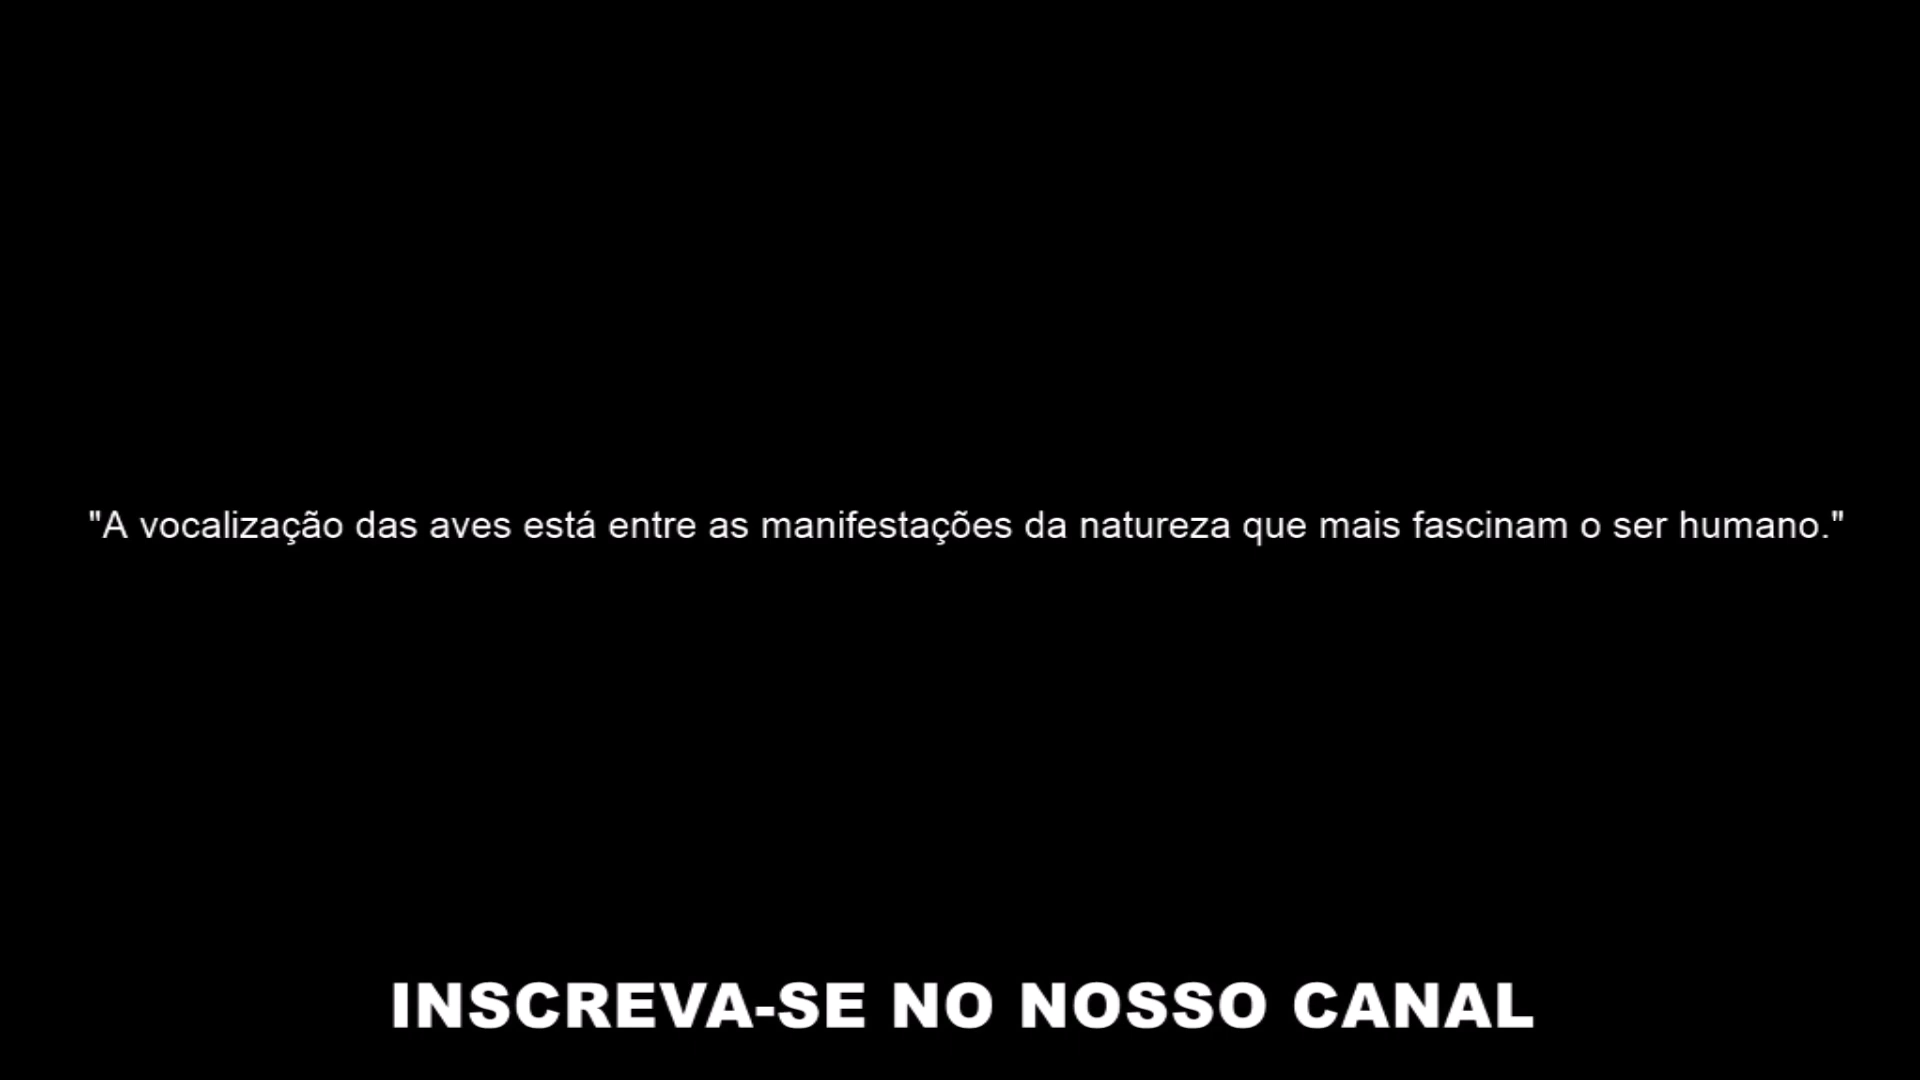 "A vocalização das aves está entre as manifestações da natureza que mais fascinam o ser humano."
INSCREVA-SE NO NOSSO CANAL